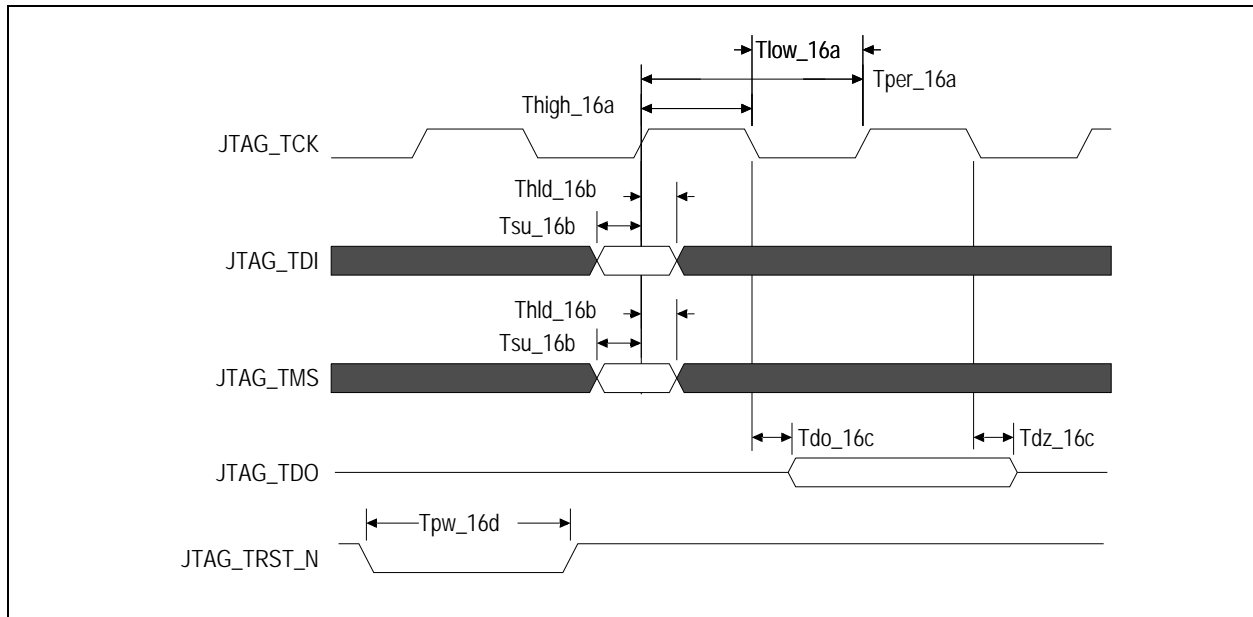 Tlow_16a
Tper_16a
Thigh_16a
JTAG_TCK
Thld_16b
Tsu_16b
JTAG_TDI
Thld_16b
Tsu_16b
JTAG_TMS
Tdo_16c
Tdz_16c
JTAG_TDO
Tpw_16d
JTAG_TRST_N